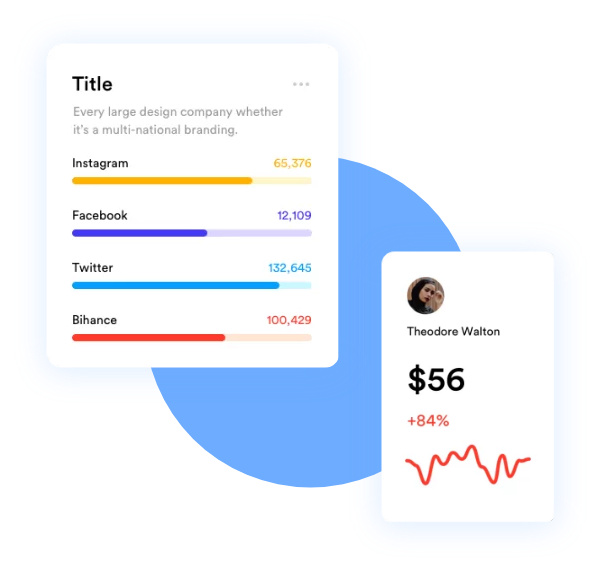 Title
Every large design company whether
it's a multi-national branding.
Instagram 65,376
Facebook 12,109
Twitter 132,645
Bihance 100,429
Theodore Walton
$56
+84%